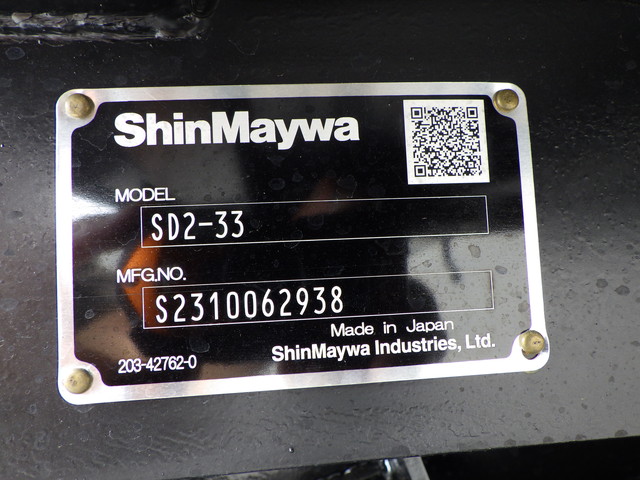 ShinMaywa
MODEL
SD2-33
MFG.NO.
S2310062938
Made in Japan
203-42762-0
ShinMaywa Industries, Ltd.